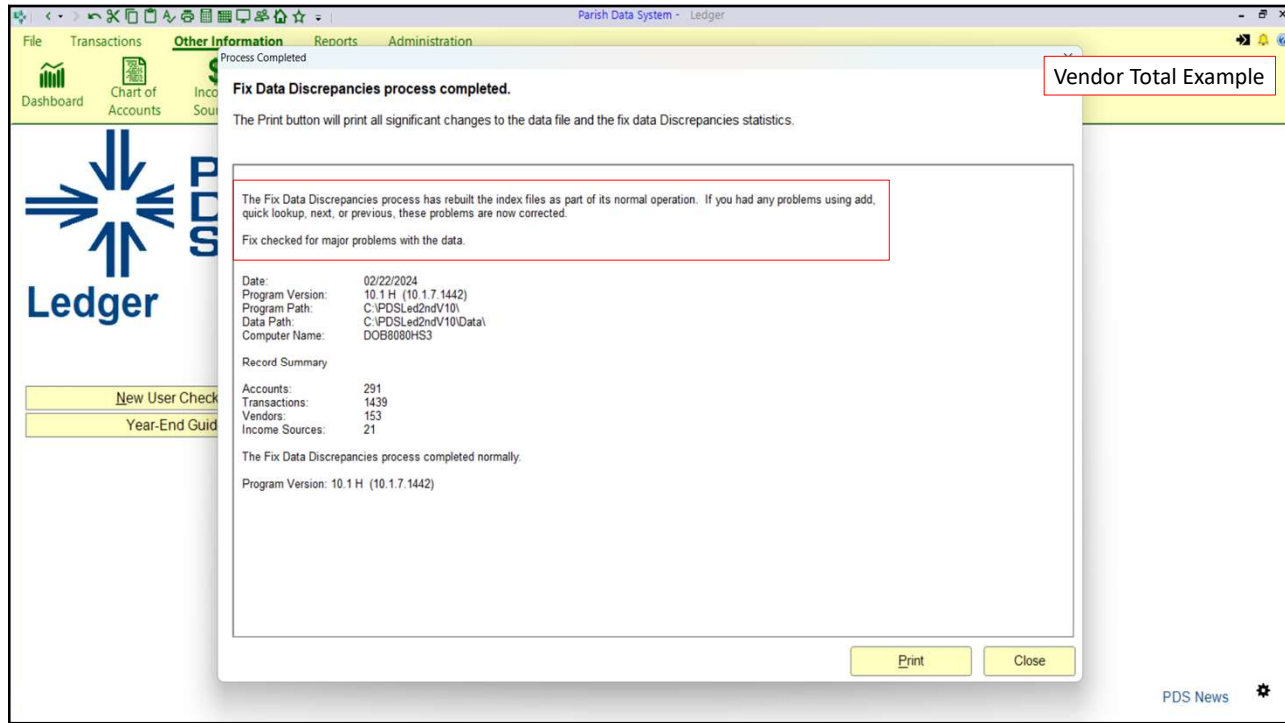 Parish Data System - Ledger
File Transactions Other Information Reports Administration
Dashboard
Chart of
Accounts
Process Completed
Vendor Total Example
Fix Data Discrepancies process completed.
The Print button will print all significant changes to the data file and the fix data Discrepancies statistics.
The Fix Data Discrepancies process has rebuilt the index files as part of its normal operation. If you had any problems using add,
quick lookup, next, or previous, these problems are now corrected.
Fix checked for major problems with the data.
Date: 02/22/2024
Program Version: 10.1 H (10.1.7.1442)
Program Path: C:\PDSLed2ndV10\
Data Path: C:\PDSLed2ndV10\Data\
Computer Name: DOB8080HS3
Record Summary
Accounts: 291
Transactions: 1439
Vendors: 153
Income Sources: 21
The Fix Data Discrepancies process completed normally.
Program Version: 10.1 H (10.1.7.1442)
Print Close
P
D
S
Ledger
New User Check
Year-End Guid
PDS News